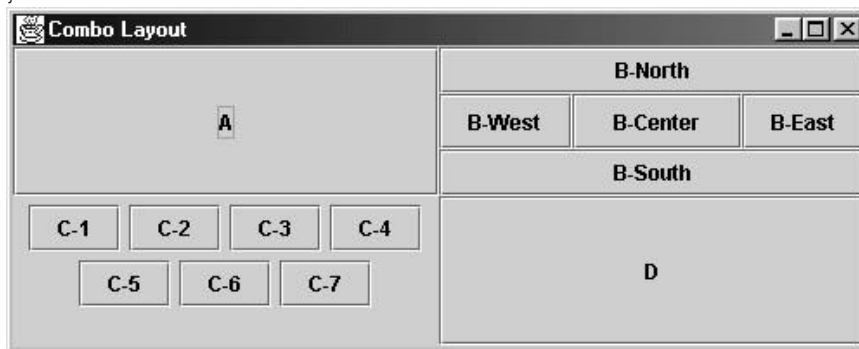 Combo Layout
A
B-North
B-West B-Center B-East
B-South
C-1 C-2 C-3 C-4
C-5 C-6 C-7
D